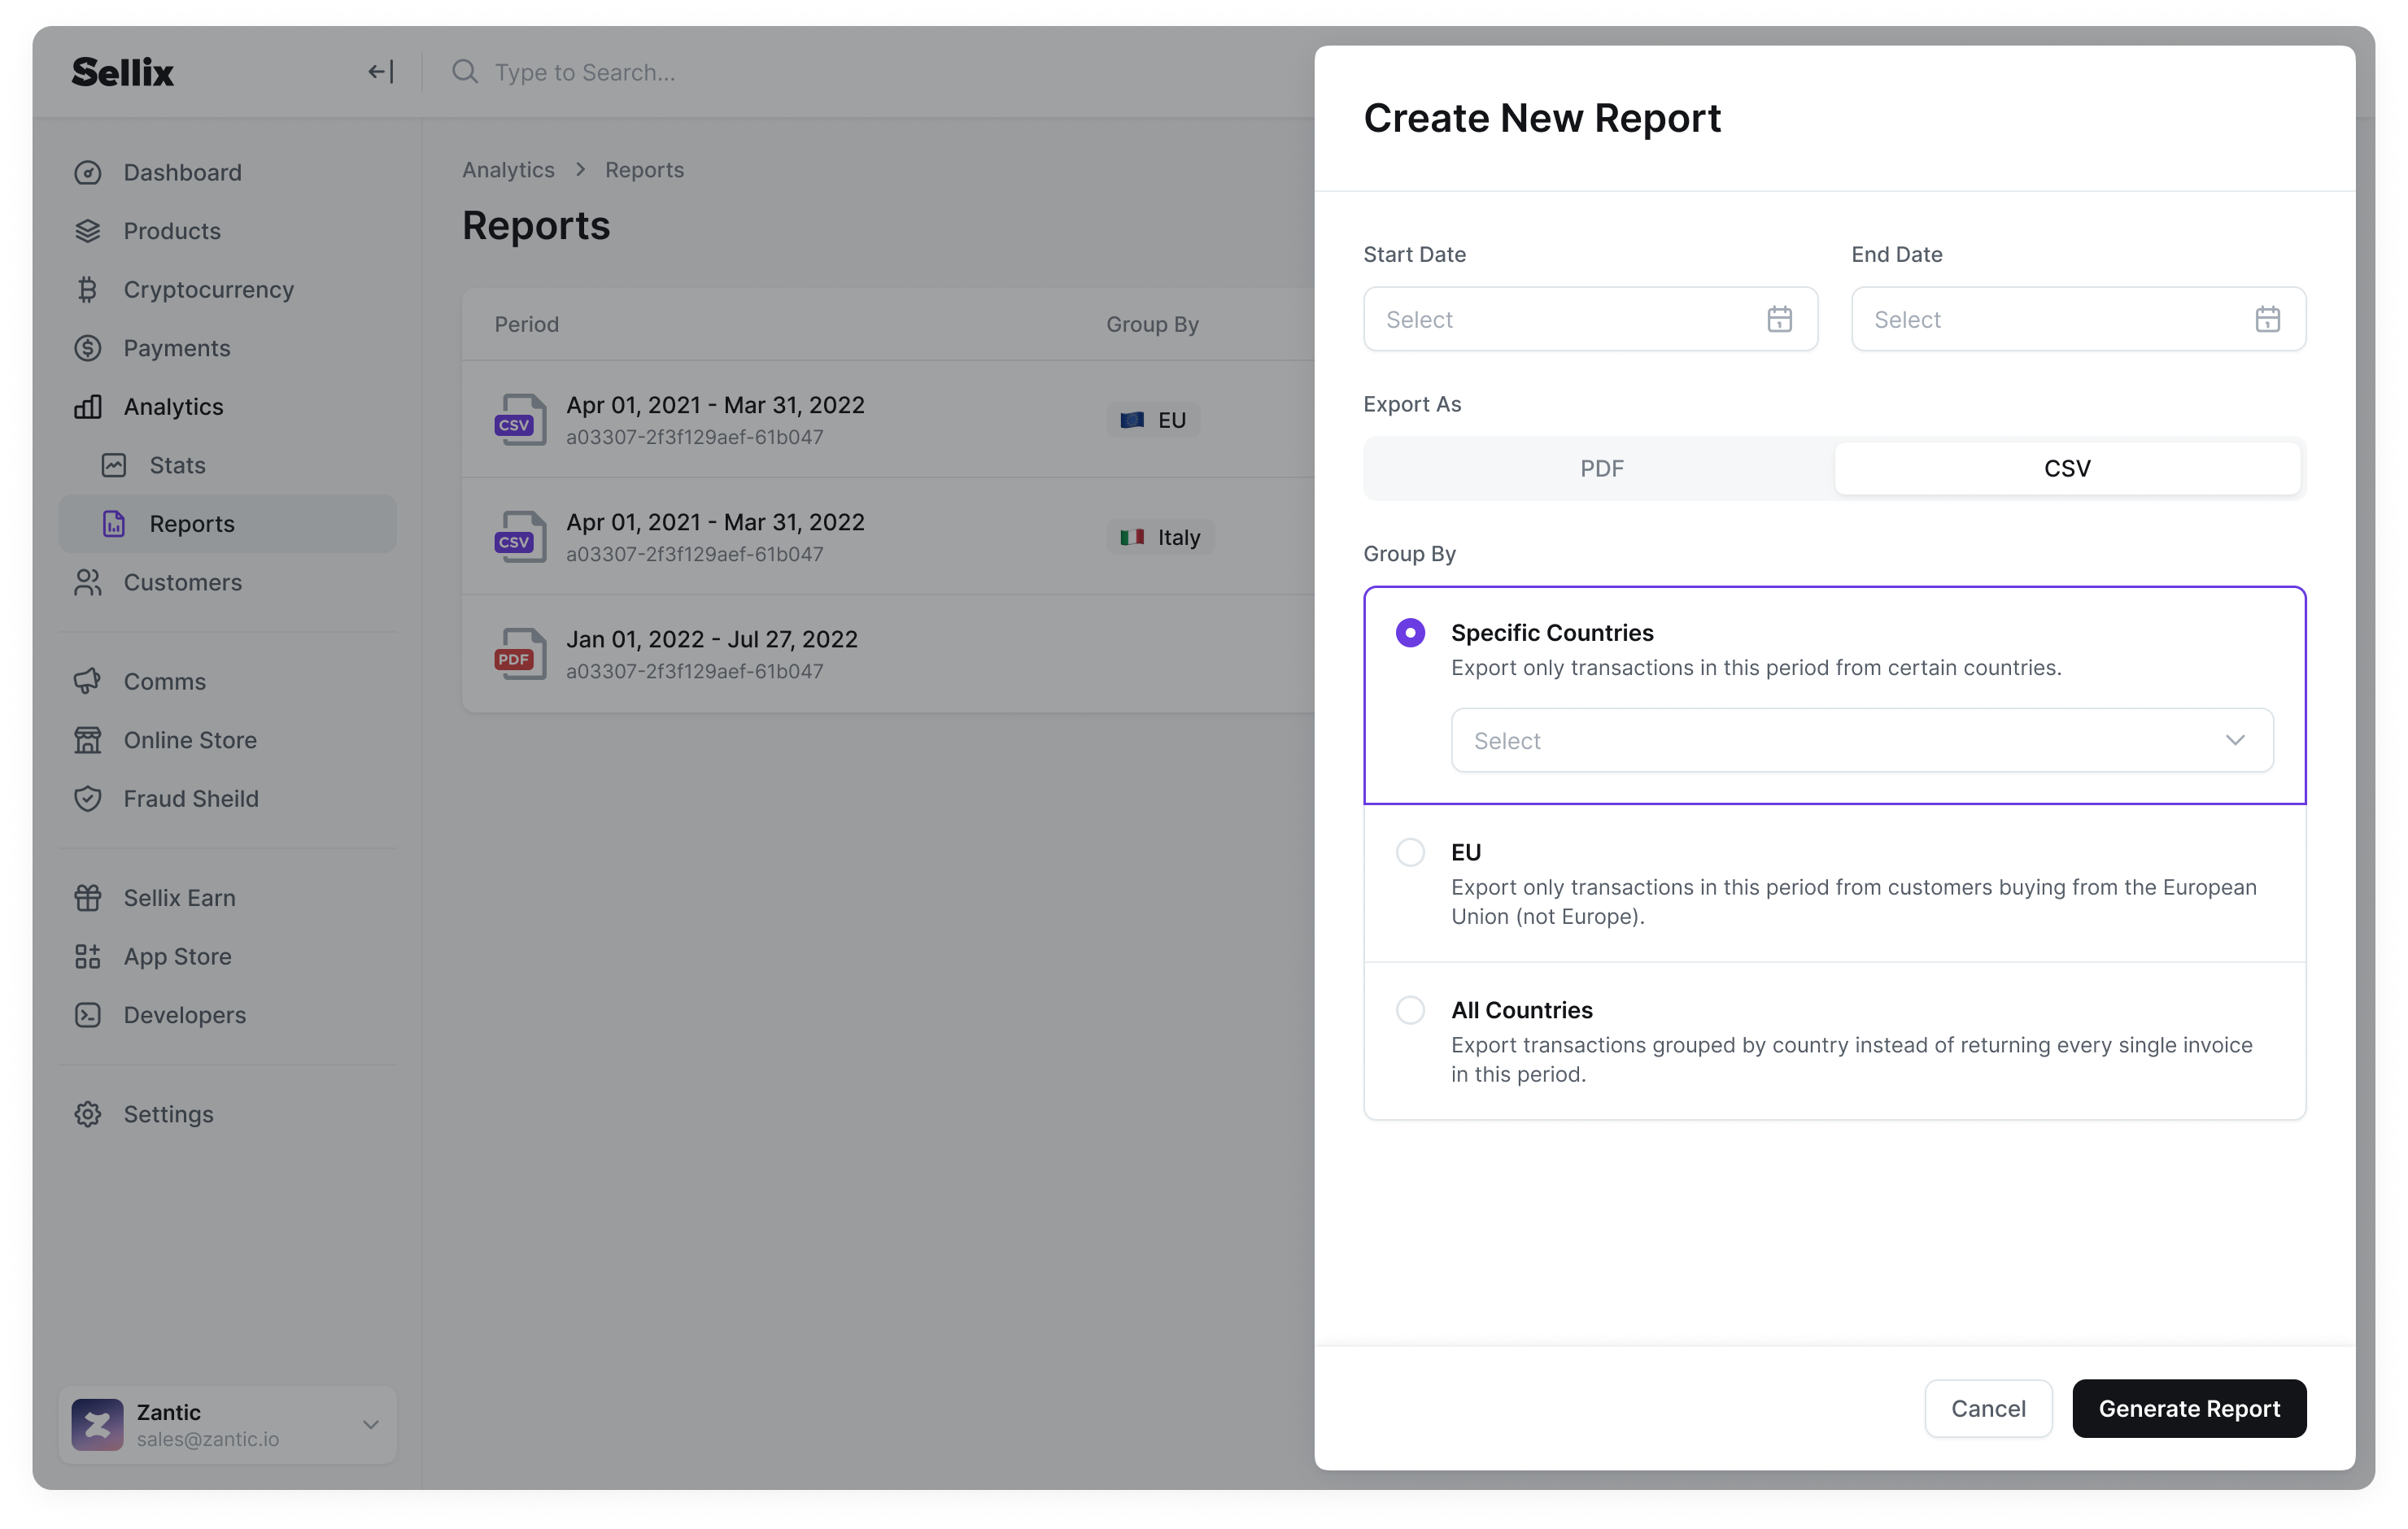 Sellix
Type to Search...
Dashboard
Products
Cryptocurrency
Payments
Analytics
Stats
Reports
Customers
Comms
Online Store
Fraud Sheild
Sellix Earn
App Store
Developers
Settings
Zantic
sales@zantic.io
Analytics > Reports
Reports
Period Group By
CSV
Apr 01, 2021 - Mar 31, 2022
a03307-2f3f129aef-61b047
EU
CSV
Apr 01, 2021 - Mar 31, 2022
a03307-2f3f129aef-61b047
Italy
PDF
Jan 01, 2022 - Jul 27, 2022
a03307-2f3f129aef-61b047
Create New Report
Start Date End Date
Select Select
Export As
PDF CSV
Group By
Specific Countries
Export only transactions in this period from certain countries.
Select
EU
Export only transactions in this period from customers buying from the European
Union (not Europe).
All Countries
Export transactions grouped by country instead of returning every single invoice
in this period.
Cancel Generate Report